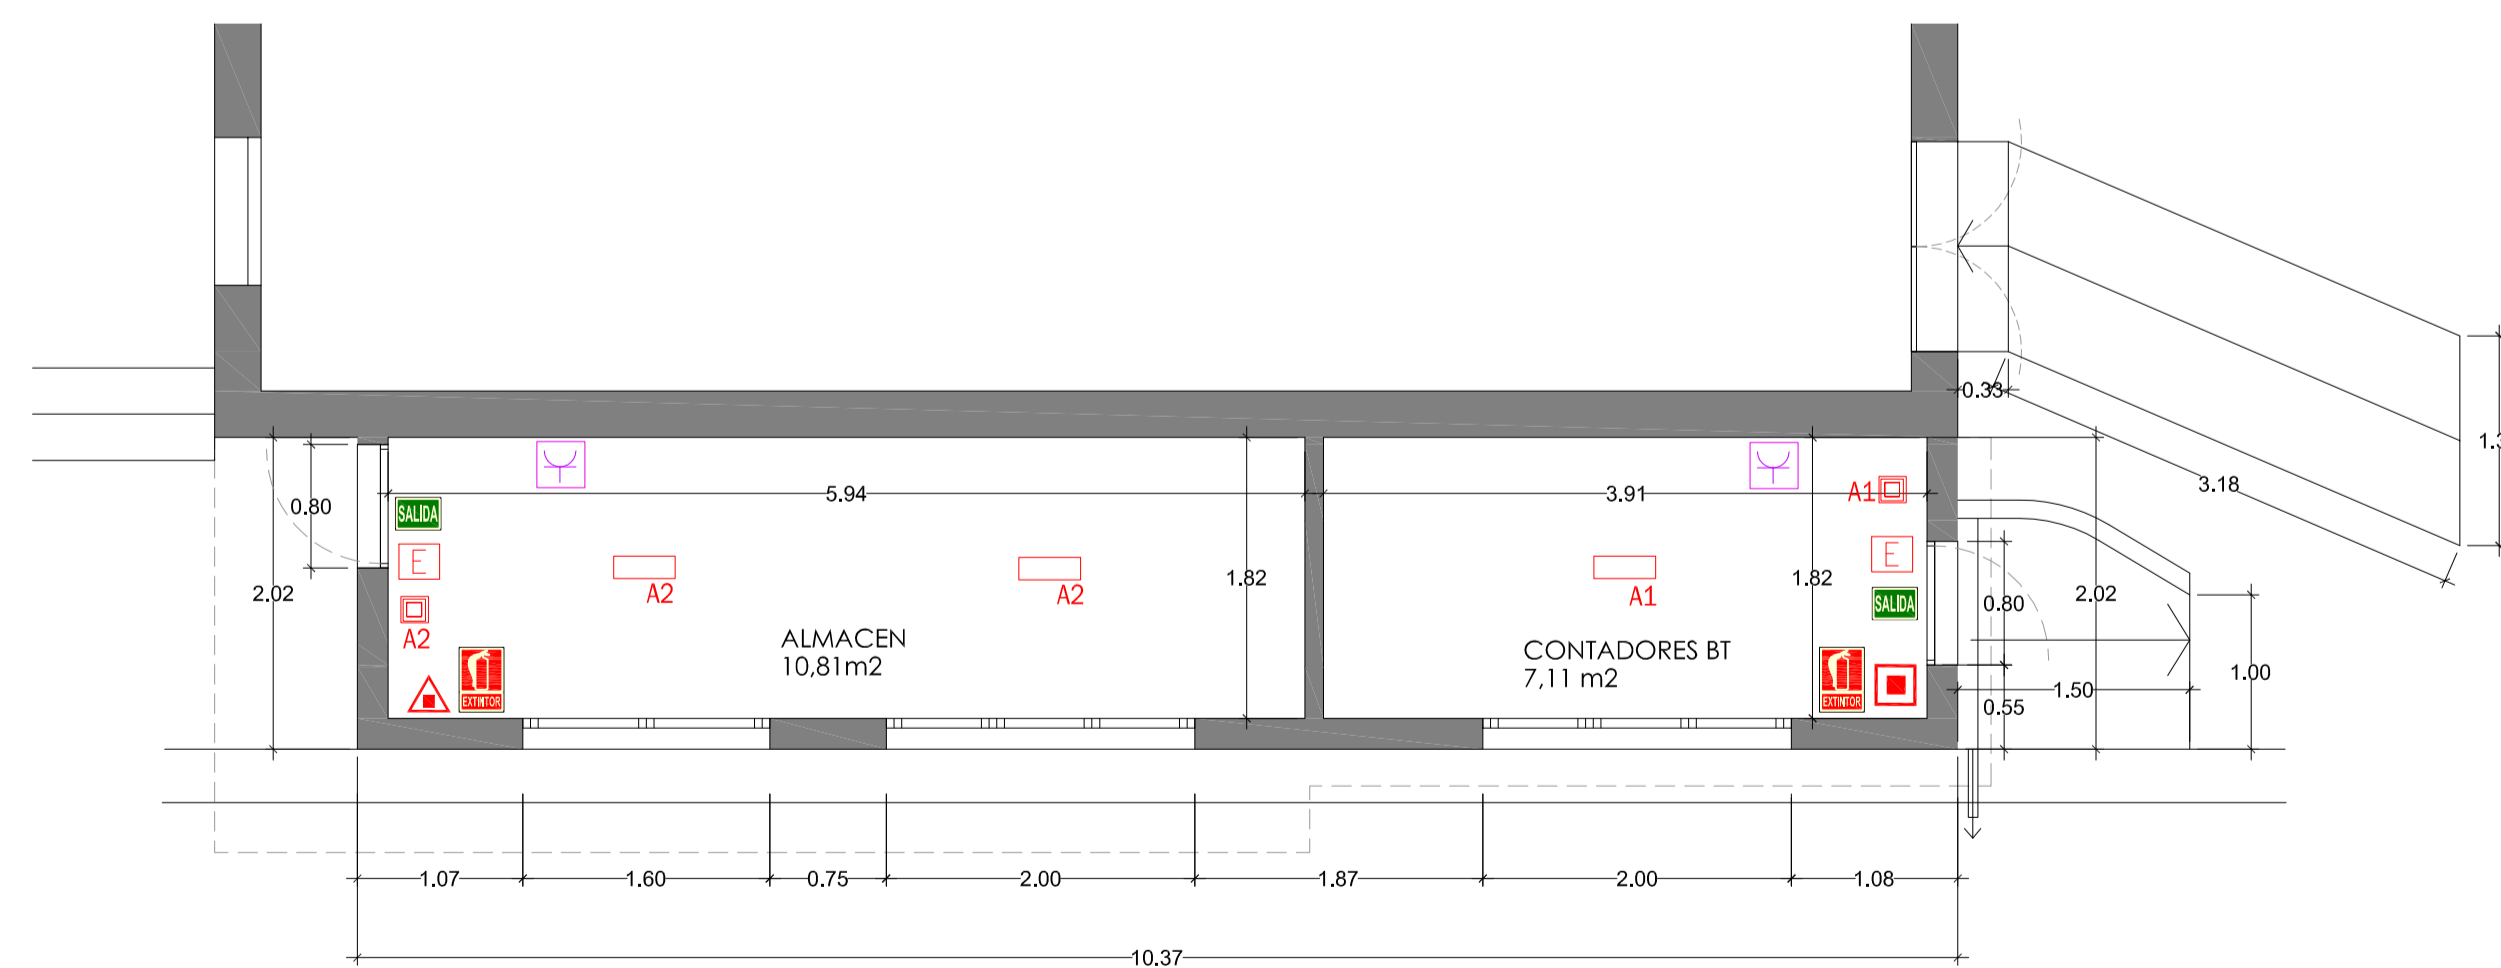 0.33
1.3
3.18
5.94
3.91
A1
0.80
SALIDA
E
E
2.02
A2
A2
1.82
A1
1.82
SALIDA
0.80
2.02
A2
ALMACEN
10,81m2
CONTADORES BT
7,11 m2
1.00
EXTINTOR
EXTINTOR
1.50
0.55
1.07
1.60
0.75
2.00
1.87
2.00
1.08
10.37